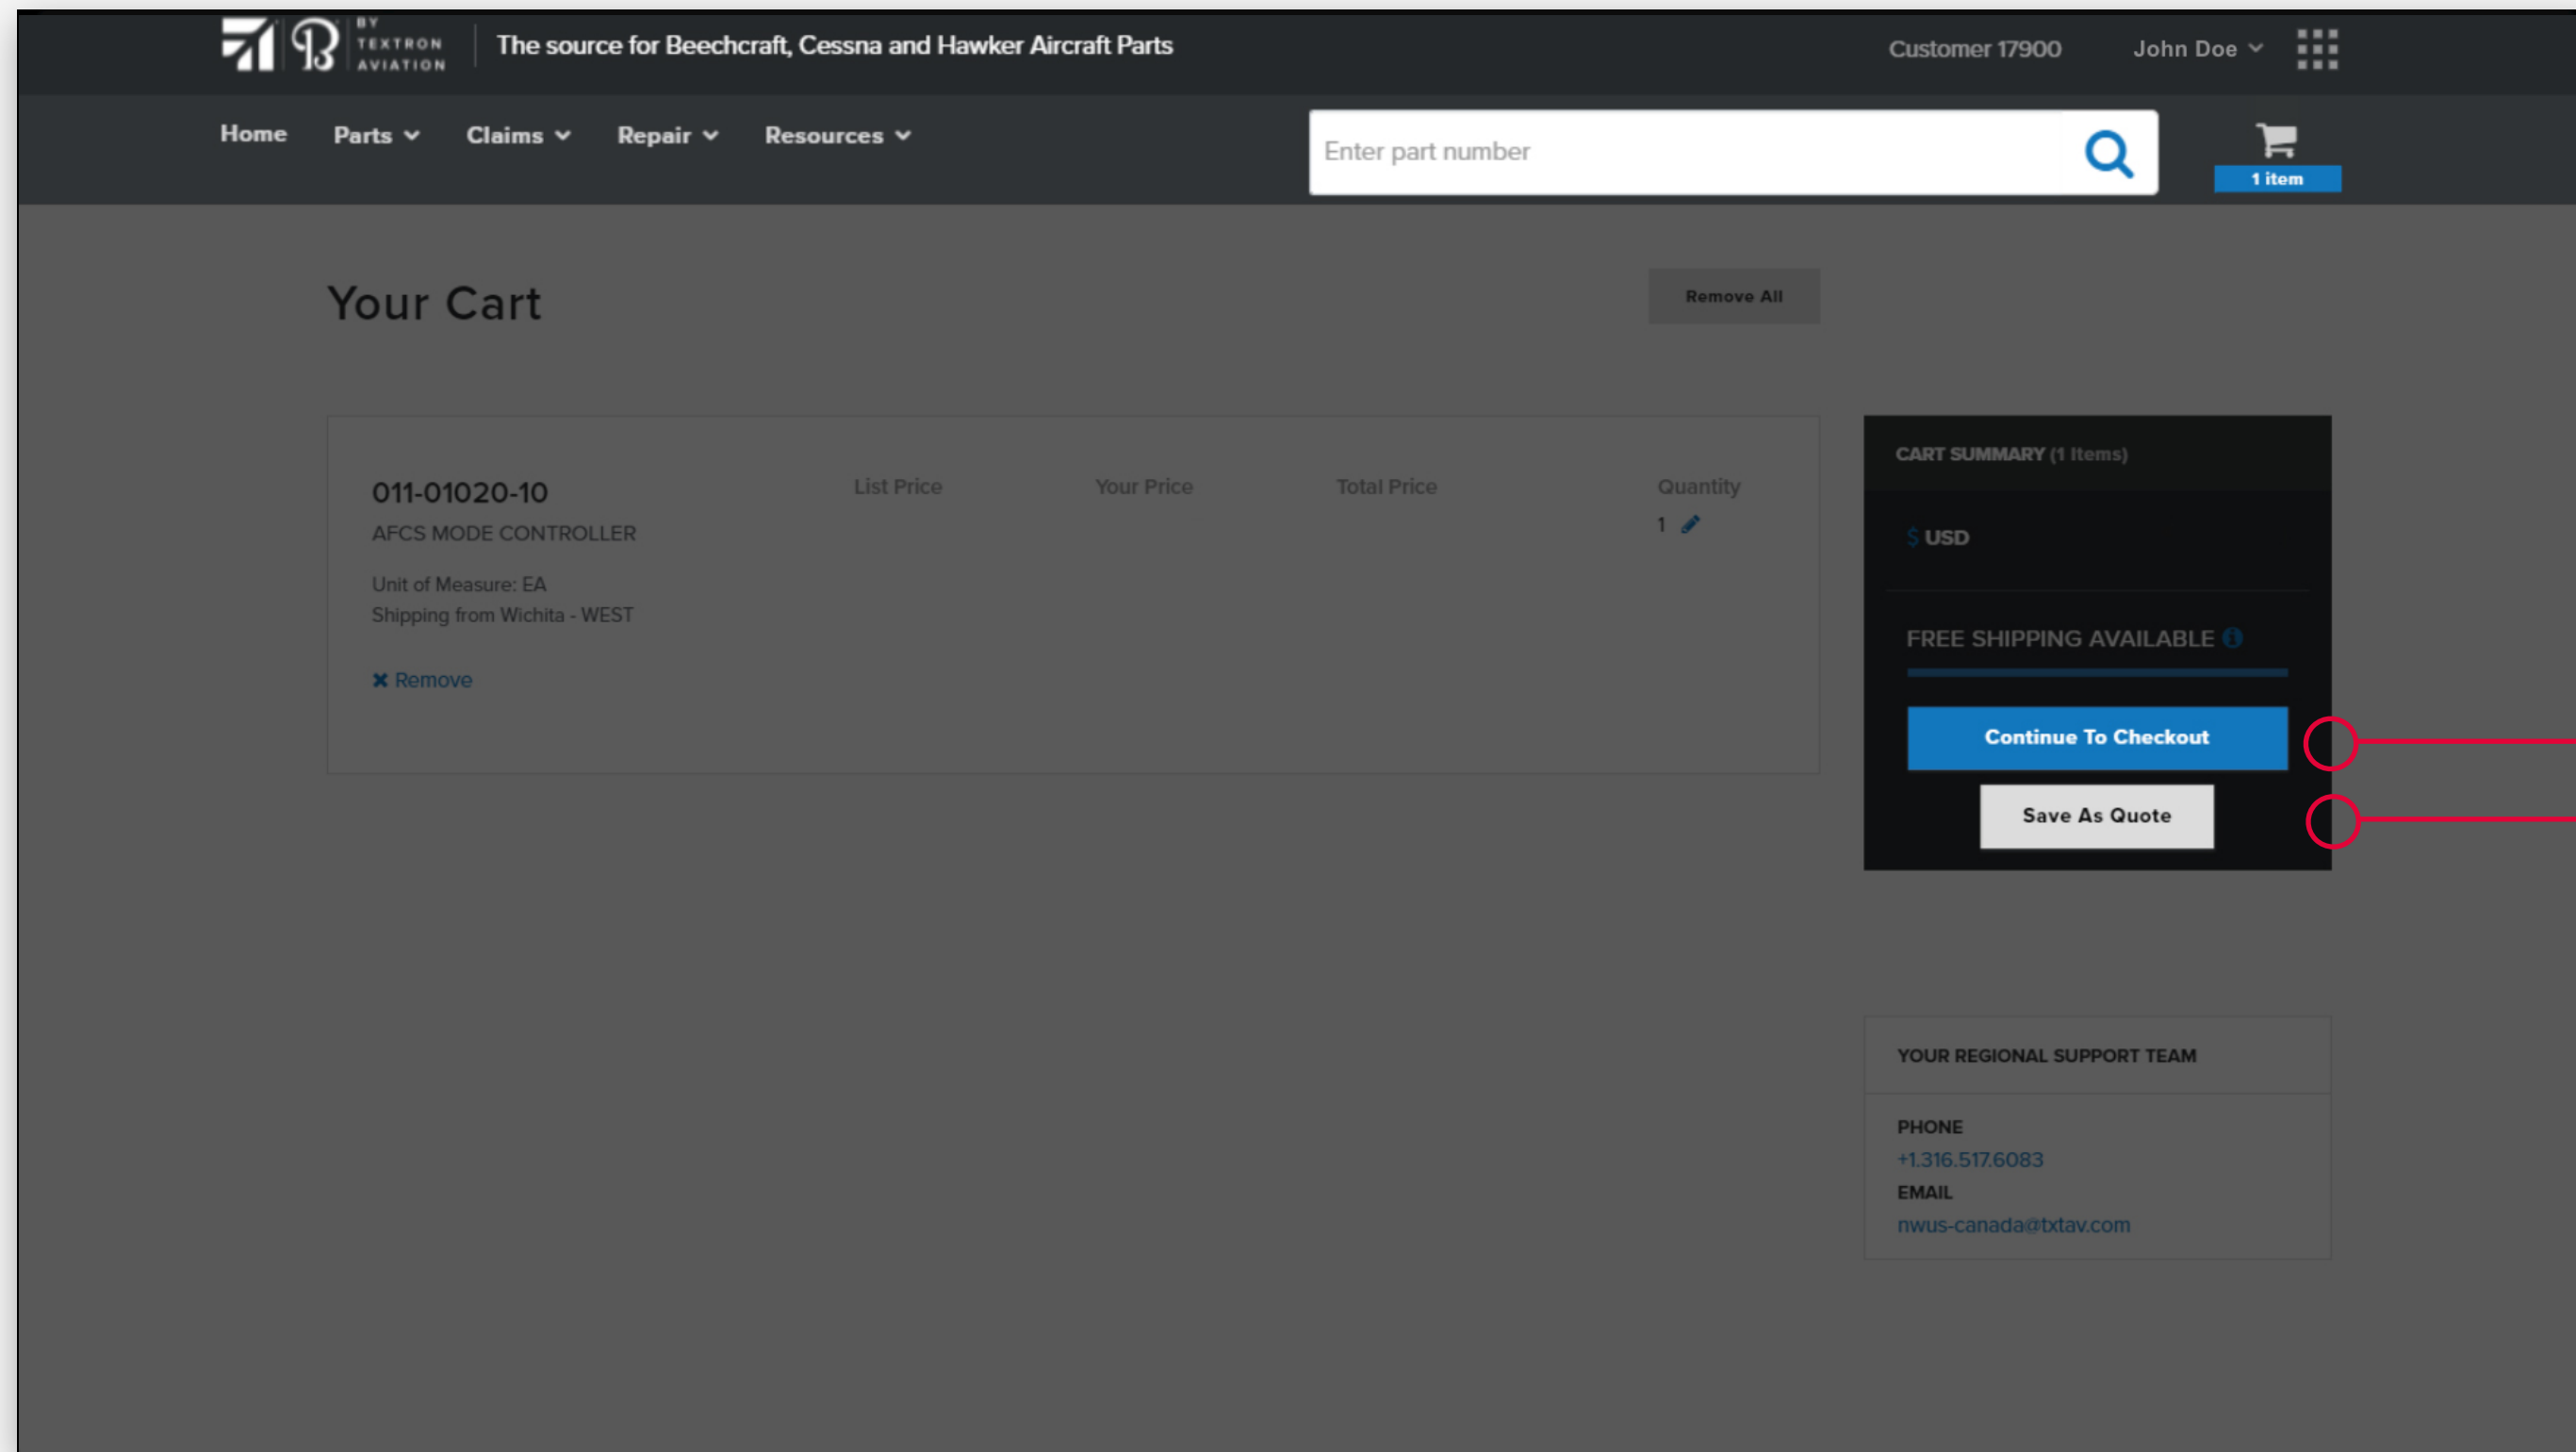 BY
TEXTRON
AVIATION
The source for Beechcraft, Cessna and Hawker Aircraft Parts
Customer 17900
John Doe
Home Parts Claims Repair Resources
Enter part number
1 item
Your Cart
Remove All
011-01020-10
AFCS MODE CONTROLLER
Unit of Measure: EA
Shipping from Wichita - WEST
Remove
List Price
Your Price
Total Price
Quantity
1
CART SUMMARY (1 Items)
$ USD
FREE SHIPPING AVAILABLE
Continue To Checkout
Save As Quote
YOUR REGIONAL SUPPORT TEAM
PHONE
+1.316.517.6083
EMAIL
nwus-canada@txtav.com